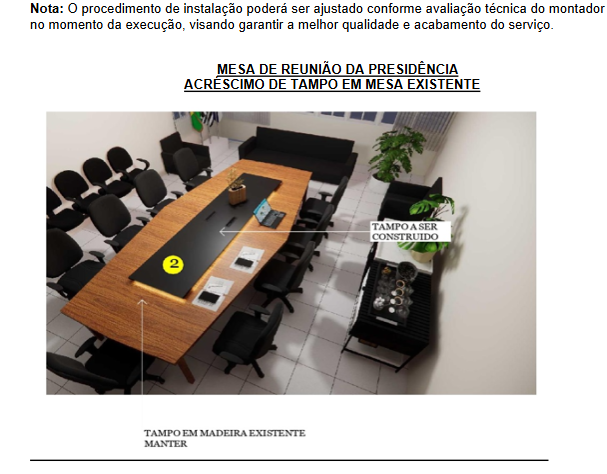 Nota: O procedimento de instalação poderá ser ajustado conforme avaliação técnica do montador
no momento da execução, visando garantir a melhor qualidade e acabamento do serviço.
MESA DE REUNIÃO DA PRESIDÊNCIA
ACRÉSCIMO DE TAMPO EM MESA EXISTENTE
TAMPO A SER
CONSTRUIDO
2
TAMPO EM MADEIRA EXISTENTE
MANTER